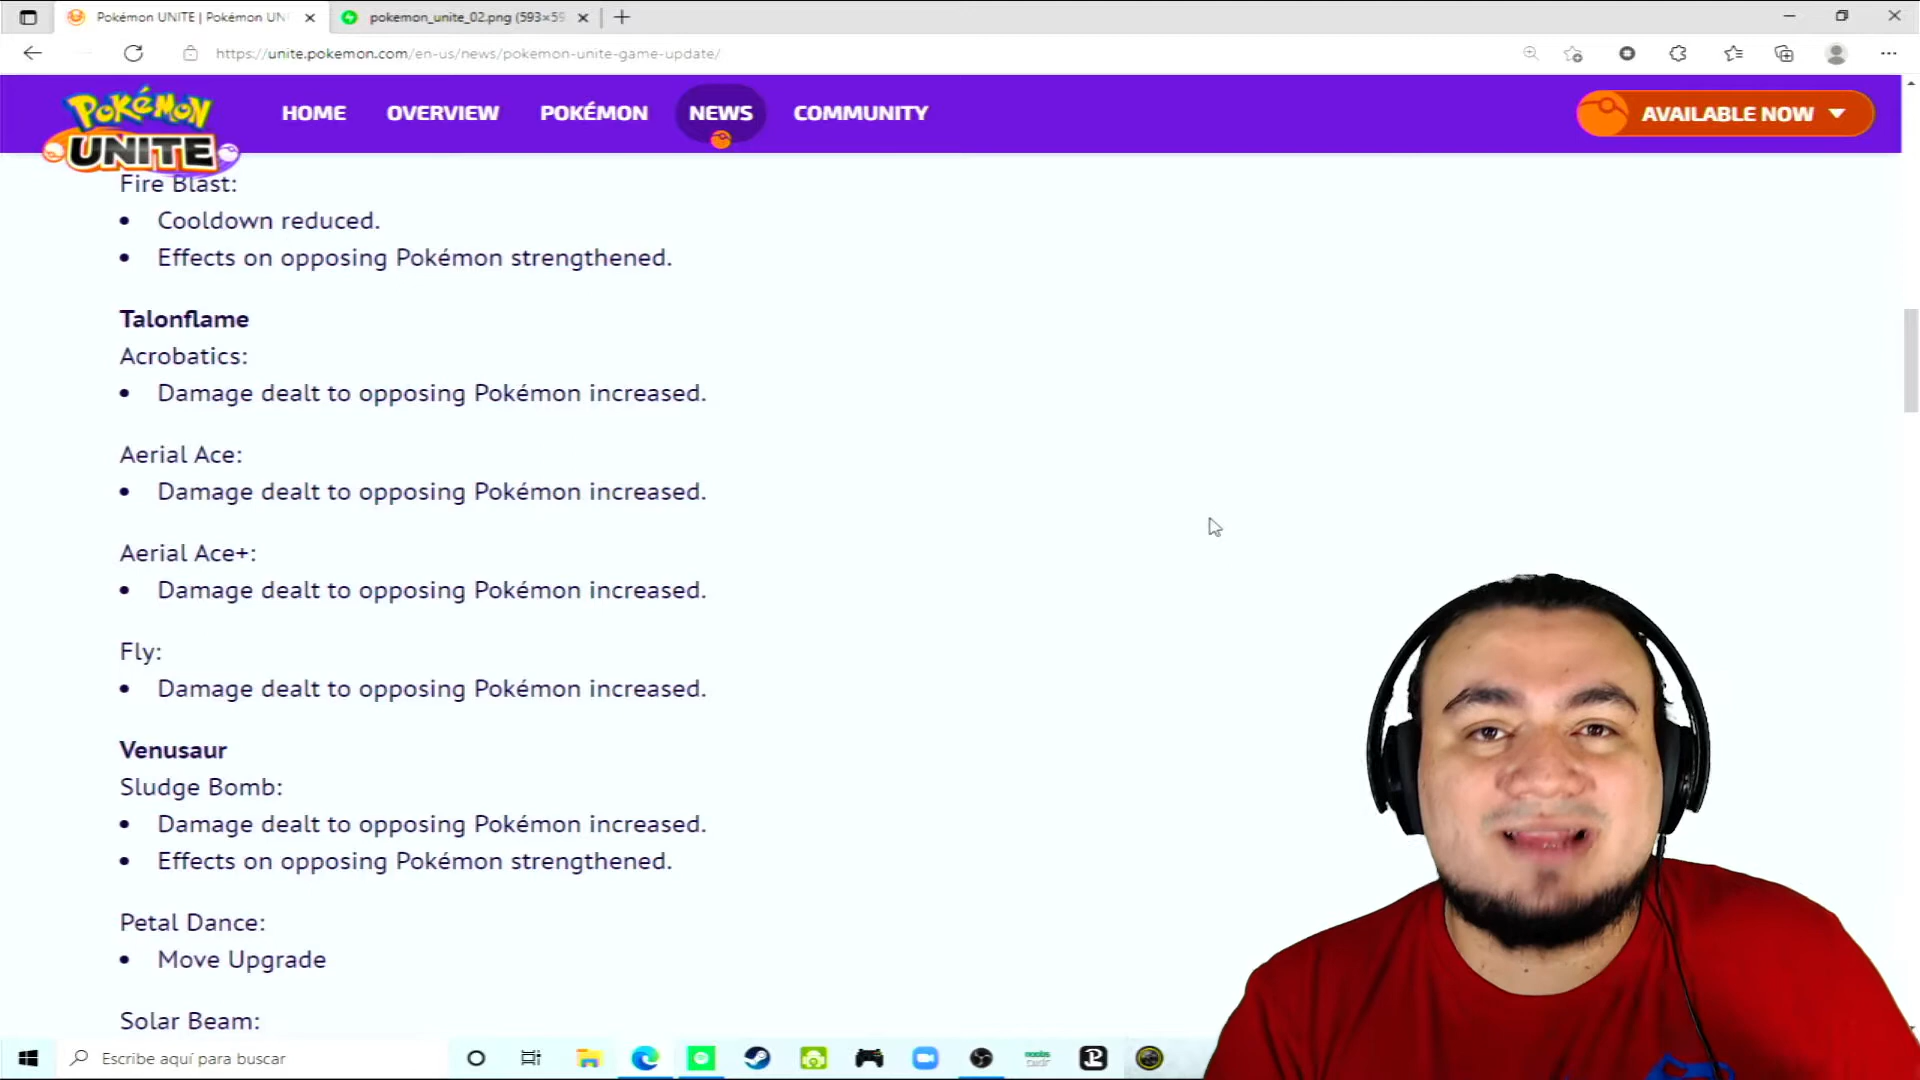 Pokémon UNITE | Pokémon UN
pokemon_unite_02.png (593×59
https://unite.pokemon.com/en-us/news/pokemon-unite-game-update/
POKéMON
UNITE
HOME
OVERVIEW
POKÉMON
NEWS
COMMUNITY
AVAILABLE NOW
Fire Blast:
• Cooldown reduced.
• Effects on opposing Pokémon strengthened.
Talonflame
Acrobatics:
• Damage dealt to opposing Pokémon increased.
Aerial Ace:
• Damage dealt to opposing Pokémon increased.
Aerial Ace+:
• Damage dealt to opposing Pokémon increased.
Fly:
• Damage dealt to opposing Pokémon increased.
Venusaur
Sludge Bomb:
• Damage dealt to opposing Pokémon increased.
• Effects on opposing Pokémon strengthened.
Petal Dance:
• Move Upgrade
Solar Beam:
Escribe aquí para buscar